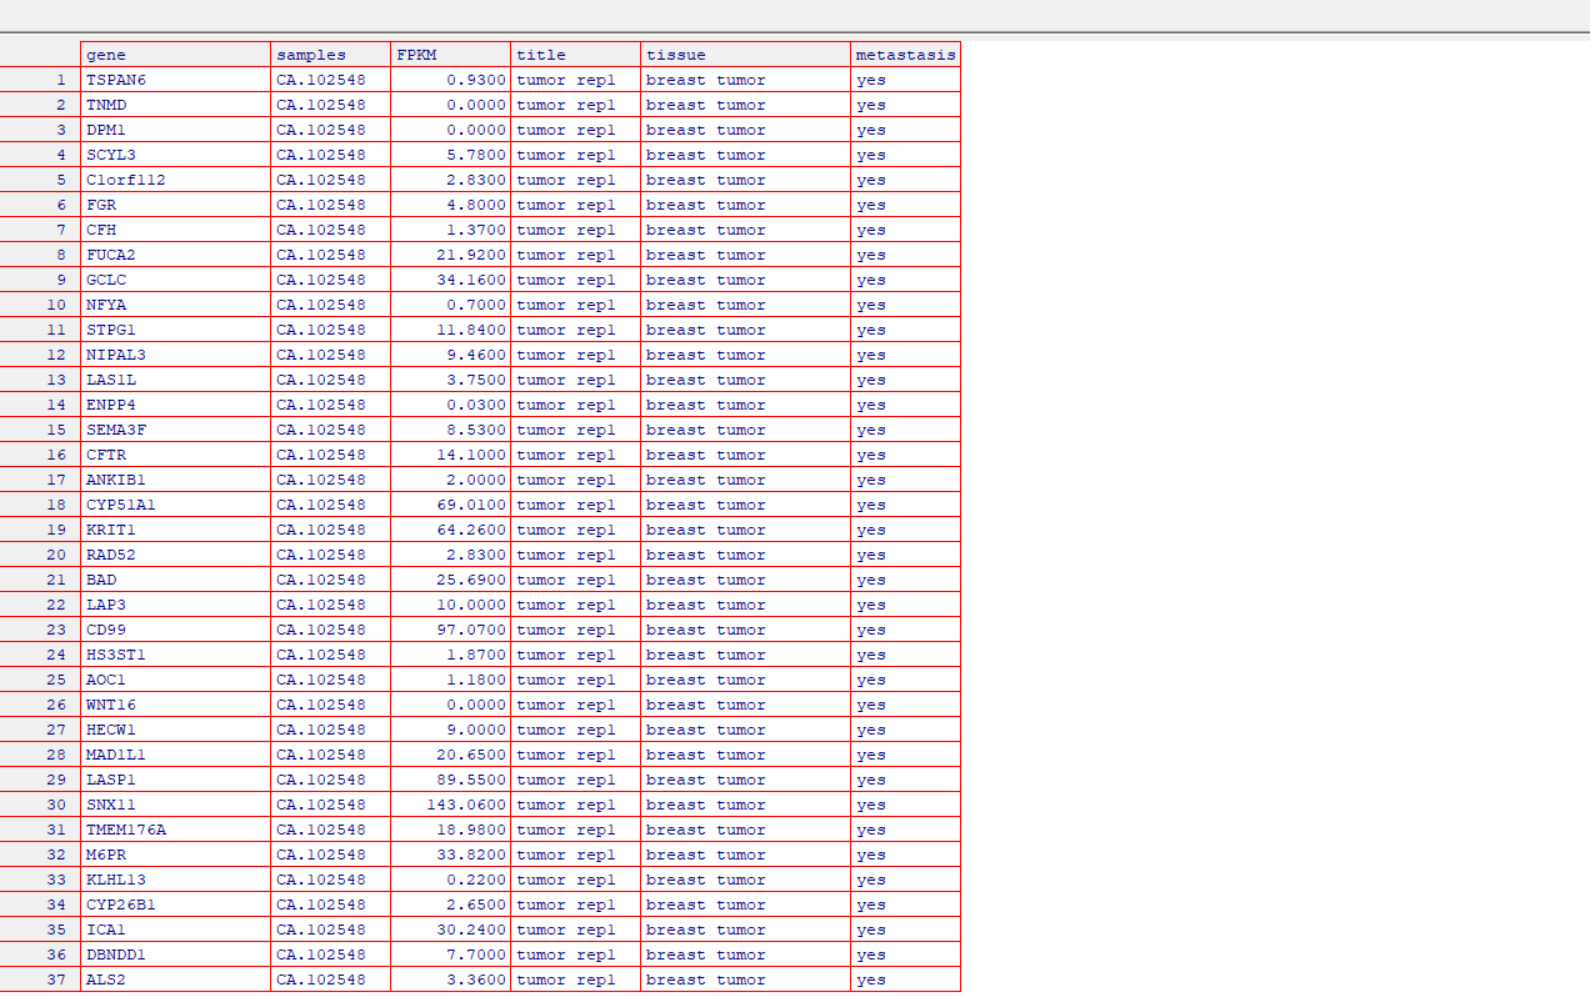 gene samples FPKM title tissue metastasis
1 TSPAN6 CA.102548 0.9300 tumor rep1 breast tumor yes
2 TNMD CA.102548 0.0000 tumor rep1 breast tumor yes
3 DPM1 CA.102548 0.0000 tumor rep1 breast tumor yes
4 SCYL3 CA.102548 5.7800 tumor rep1 breast tumor yes
5 C1orf112 CA.102548 2.8300 tumor rep1 breast tumor yes
6 FGR CA.102548 4.8000 tumor rep1 breast tumor yes
7 CFH CA.102548 1.3700 tumor rep1 breast tumor yes
8 FUCA2 CA.102548 21.9200 tumor rep1 breast tumor yes
9 GCLC CA.102548 34.1600 tumor rep1 breast tumor yes
10 NFYA CA.102548 0.7000 tumor rep1 breast tumor yes
11 STPG1 CA.102548 11.8400 tumor rep1 breast tumor yes
12 NIPAL3 CA.102548 9.4600 tumor rep1 breast tumor yes
13 LAS1L CA.102548 3.7500 tumor rep1 breast tumor yes
14 ENPP4 CA.102548 0.0300 tumor rep1 breast tumor yes
15 SEMA3F CA.102548 8.5300 tumor rep1 breast tumor yes
16 CFTR CA.102548 14.1000 tumor rep1 breast tumor yes
17 ANKIB1 CA.102548 2.0000 tumor rep1 breast tumor yes
18 CYP51A1 CA.102548 69.0100 tumor rep1 breast tumor yes
19 KRIT1 CA.102548 64.2600 tumor rep1 breast tumor yes
20 RAD52 CA.102548 2.8300 tumor rep1 breast tumor yes
21 BAD CA.102548 25.6900 tumor rep1 breast tumor yes
22 LAP3 CA.102548 10.0000 tumor rep1 breast tumor yes
23 CD99 CA.102548 97.0700 tumor rep1 breast tumor yes
24 HS3ST1 CA.102548 1.8700 tumor rep1 breast tumor yes
25 AOC1 CA.102548 1.1800 tumor rep1 breast tumor yes
26 WNT16 CA.102548 0.0000 tumor rep1 breast tumor yes
27 HECW1 CA.102548 9.0000 tumor rep1 breast tumor yes
28 MAD1L1 CA.102548 20.6500 tumor rep1 breast tumor yes
29 LASP1 CA.102548 89.5500 tumor rep1 breast tumor yes
30 SNX11 CA.102548 143.0600 tumor rep1 breast tumor yes
31 TMEM176A CA.102548 18.9800 tumor rep1 breast tumor yes
32 M6PR CA.102548 33.8200 tumor rep1 breast tumor yes
33 KLHL13 CA.102548 0.2200 tumor rep1 breast tumor yes
34 CYP26B1 CA.102548 2.6500 tumor rep1 breast tumor yes
35 ICA1 CA.102548 30.2400 tumor rep1 breast tumor yes
36 DBNDD1 CA.102548 7.7000 tumor rep1 breast tumor yes
37 ALS2 CA.102548 3.3600 tumor rep1 breast tumor yes